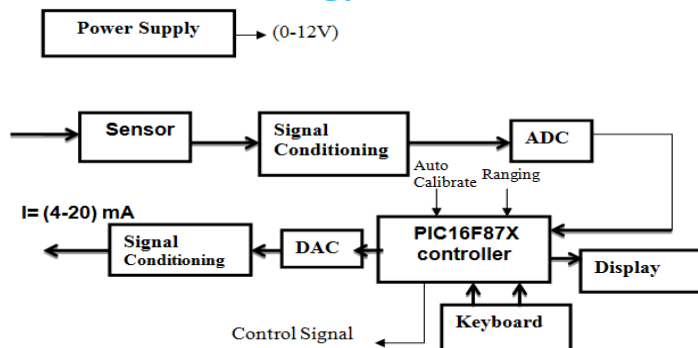 Power Supply
(0-12V)
Sensor
Signal
Conditioning
ADC
Auto
Calibrate
Ranging
I= (4-20) mA
Signal
Conditioning
DAC
PIC16F87X
controller
Display
Keyboard
Control Signal